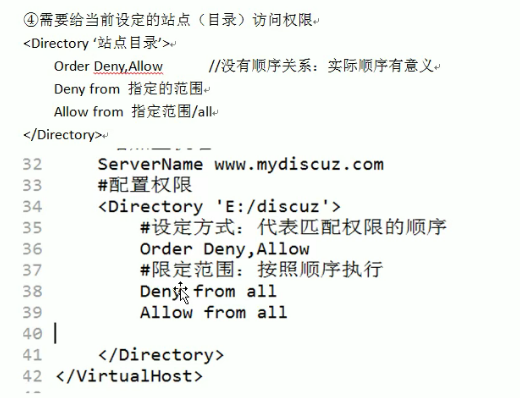 ④需要给当前设定的站点（目录）访问权限
<Directory ‘站点目录’>
Order Deny,Allow //没有顺序关系：实际顺序有意义
Deny from 指定的范围
Allow from 指定范围/all
</Directory>
32 ServerName www.mydiscuz.com
33 #配置权限
34 <Directory 'E:/discuz'>
35 #设定方式：代表匹配权限的顺序
36 Order Deny,Allow
37 #限定范围：按照顺序执行
38 Deny from all
39 Allow from all
40
41 </Directory>
42 </VirtualHost>